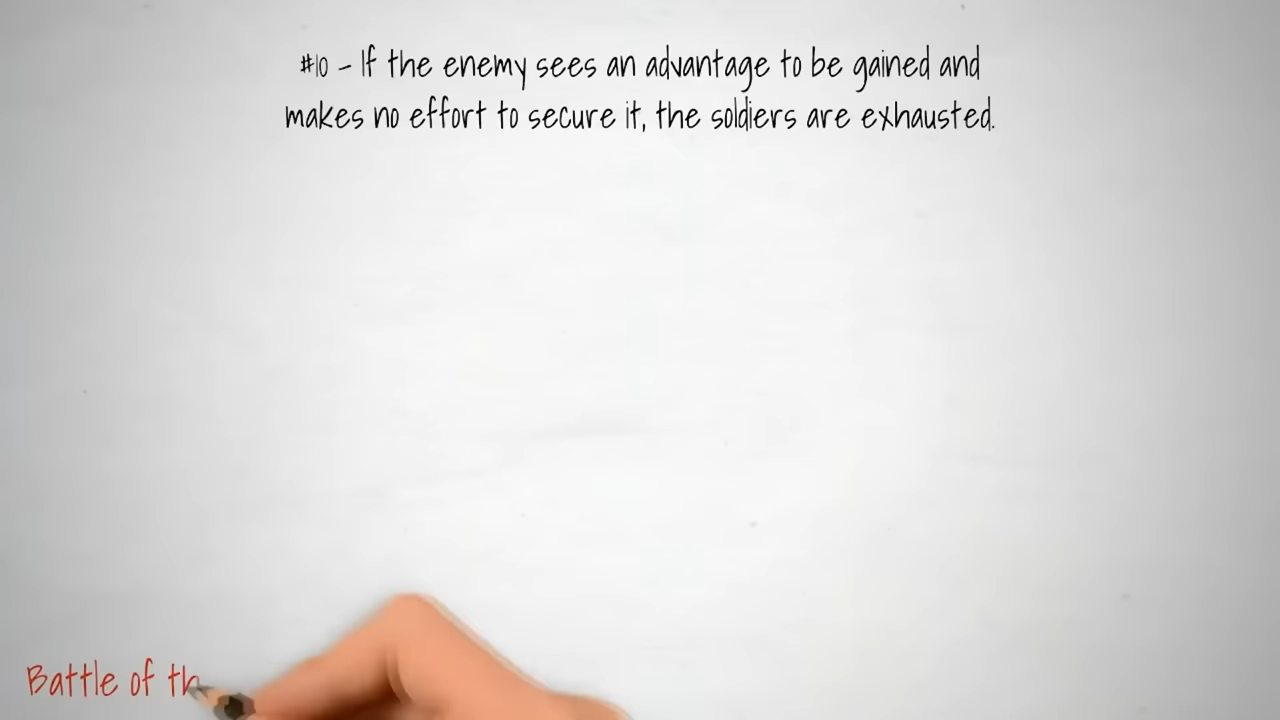 #10 - If the enemy sees an advantage to be gained and
makes no effort to secure it, the soldiers are exhausted.
Battle of th